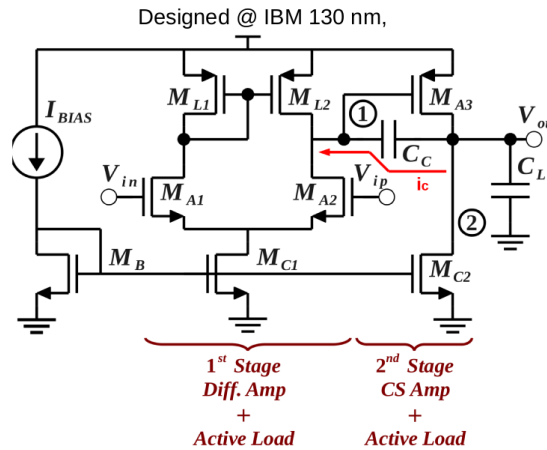 Designed @ IBM 130 nm,
I_BIAS
M_L1
M_L2
1
M_A3
V_o
C_C
C_L
V_in
M_A1
M_A2
V_ip
i_c
2
M_B
M_C1
M_C2
1st Stage
Diff. Amp
+
Active Load
2nd Stage
CS Amp
+
Active Load